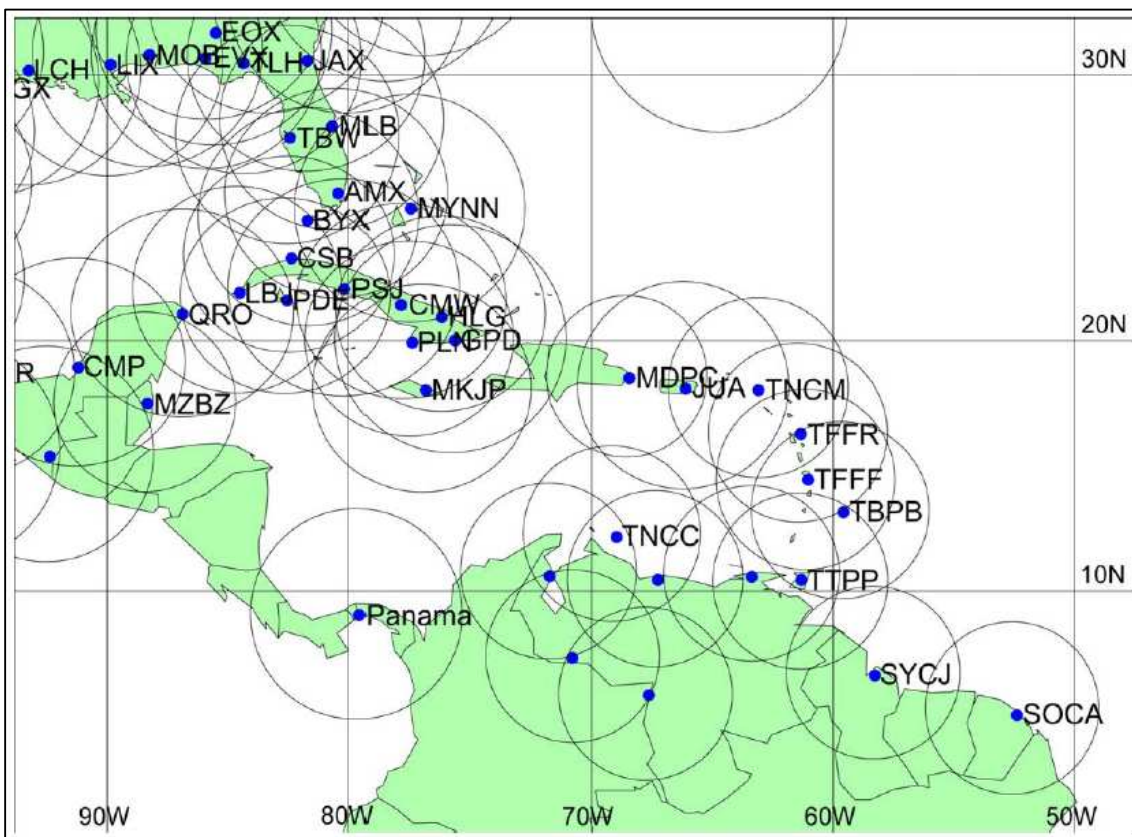 EOX
MOB
EVX
TLH
JAX
LCH
LIX
GX
30N
MLB
TBW
AMX
MYNN
BYX
CSB
LBJ
PDE
PSJ
CMW
HLG
QRO
PLN
GPD
20N
R
CMP
MDPC
JUA
TNCM
MKJP
MZBZ
TFFR
TFFF
TBPB
TNCC
TTPP
10N
Panama
SYCJ
SOCA
90W
80W
70W
60W
50W